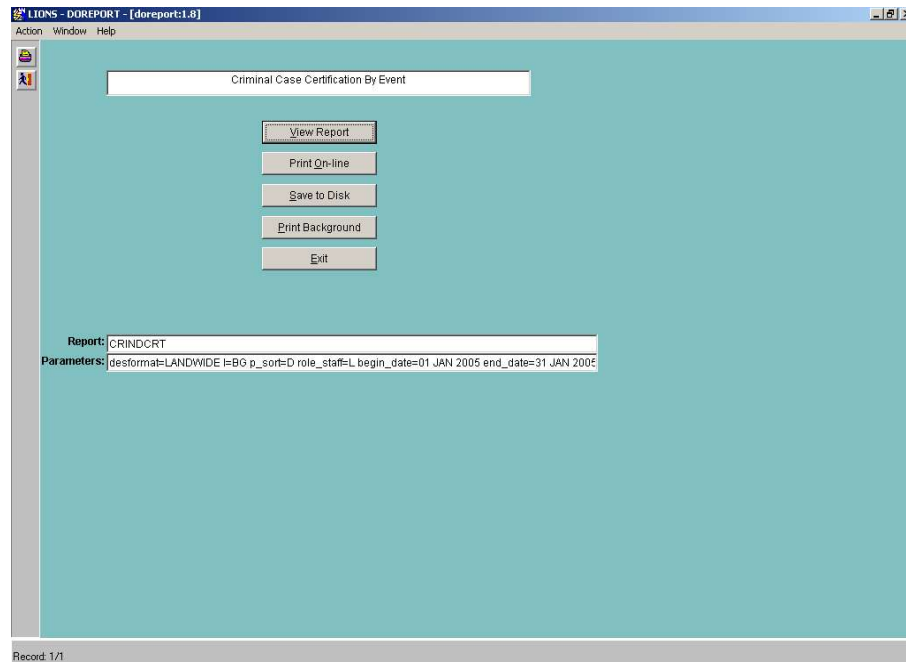 LIONS - DOREPORT - [doreport:1.8]
Action Window Help
Criminal Case Certification By Event
View Report
Print On-line
Save to Disk
Print Background
Exit
Report: CRINDCRT
Parameters: desformat=LANDWIDE l=BG p_sort=D role_staff=L begin_date=01 JAN 2005 end_date=31 JAN 2005
Record: 1/1